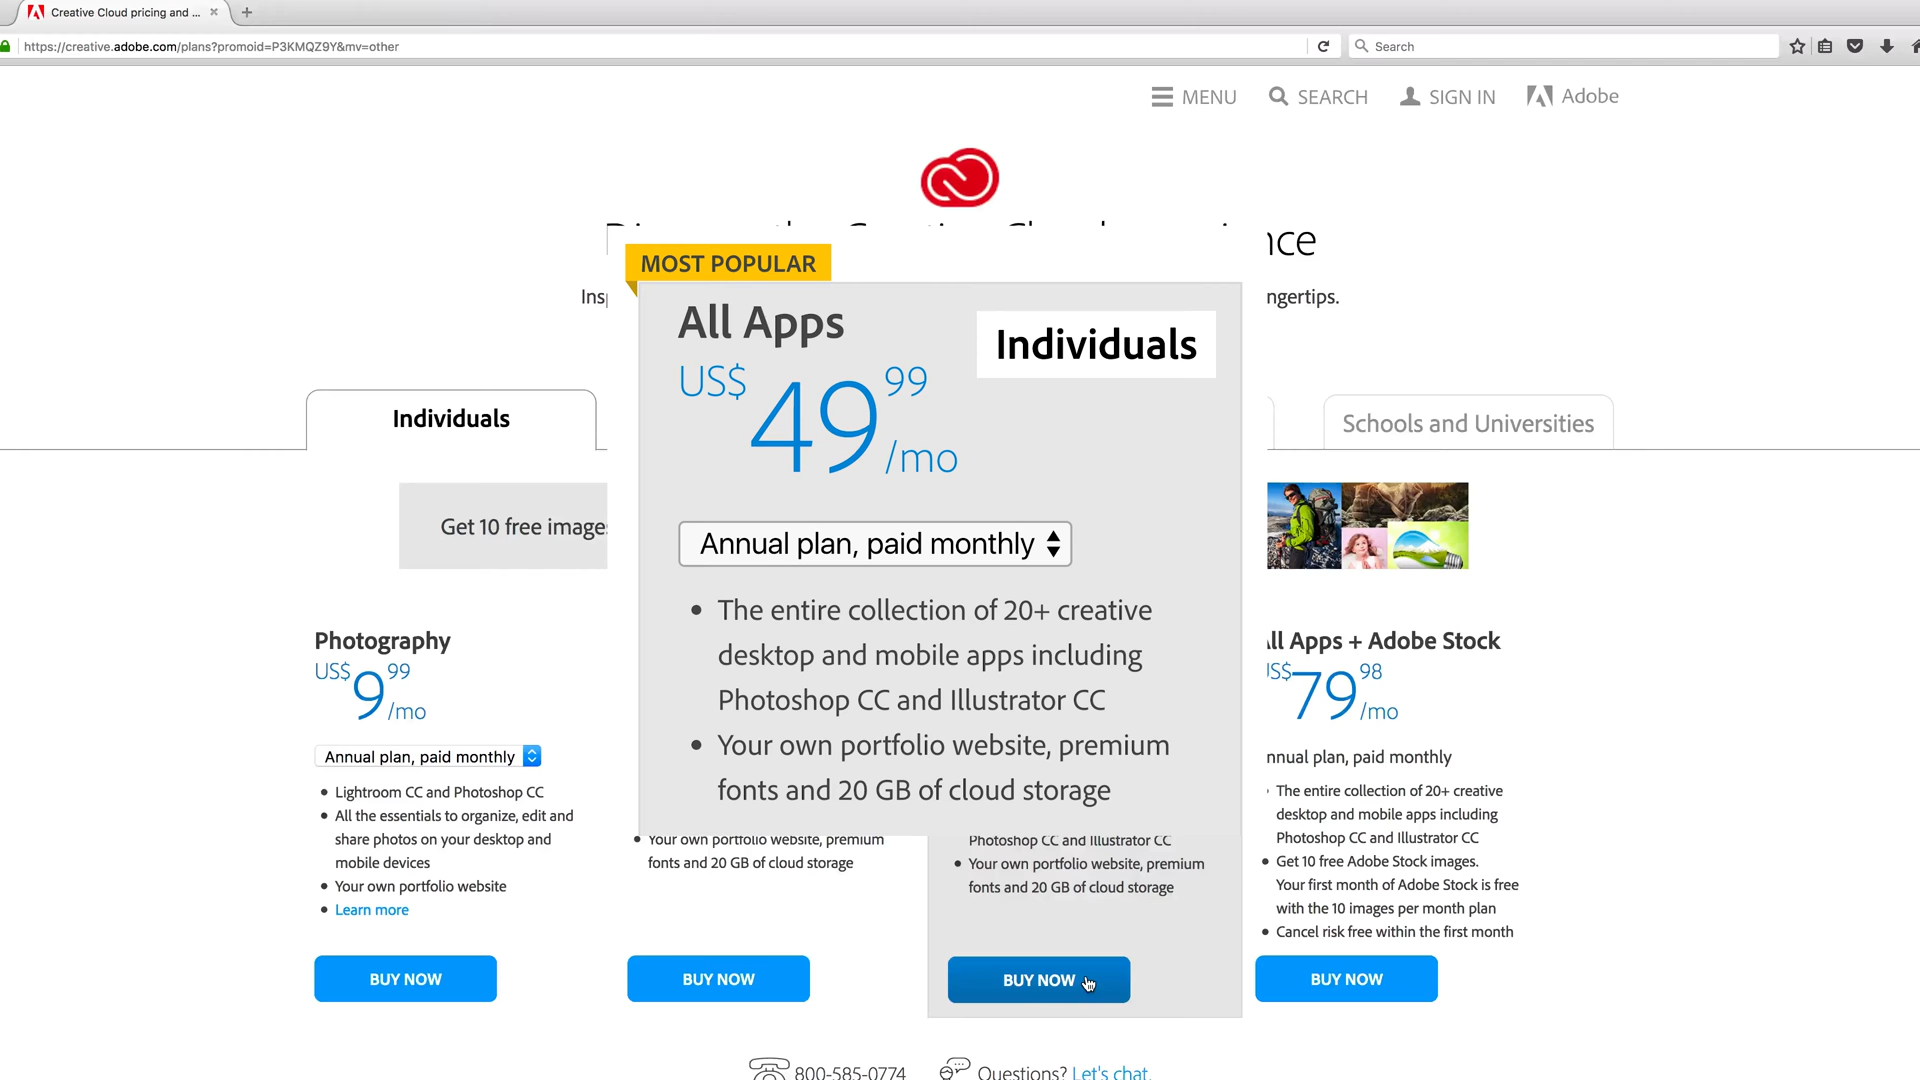 Creative Cloud pricing and ...
https://creative.adobe.com/plans?promoid=P3KMQZ9Y&mv=other
Search
MENU
SEARCH
SIGN IN
Adobe
MOST POPULAR
All Apps
Individuals
US$ 49 99 /mo
Annual plan, paid monthly
The entire collection of 20+ creative
desktop and mobile apps including
Photoshop CC and Illustrator CC
Your own portfolio website, premium
fonts and 20 GB of cloud storage
Individuals
Schools and Universities
Get 10 free images
Photography
US$ 9 99 /mo
Annual plan, paid monthly
Lightroom CC and Photoshop CC
All the essentials to organize, edit and
share photos on your desktop and
mobile devices
Your own portfolio website
Learn more
BUY NOW
Your own portfolio website, premium
fonts and 20 GB of cloud storage
BUY NOW
Photoshop CC and Illustrator CC
Your own portfolio website, premium
fonts and 20 GB of cloud storage
BUY NOW
All Apps + Adobe Stock
US$ 79 98 /mo
Annual plan, paid monthly
The entire collection of 20+ creative
desktop and mobile apps including
Photoshop CC and Illustrator CC
Get 10 free Adobe Stock images.
Your first month of Adobe Stock is free
with the 10 images per month plan
Cancel risk free within the first month
BUY NOW
800-585-0774
Questions? Let's chat.